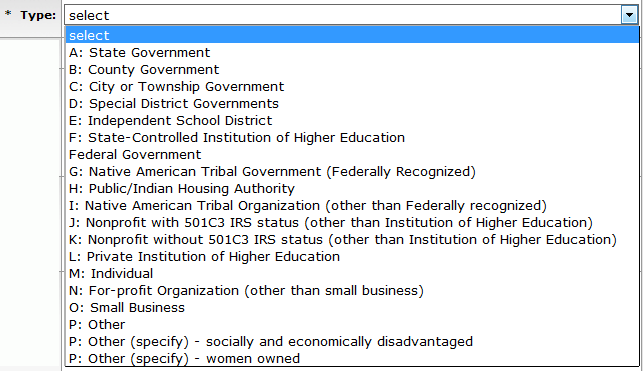 * Type: select
select
A: State Government
B: County Government
C: City or Township Government
D: Special District Governments
E: Independent School District
F: State-Controlled Institution of Higher Education
Federal Government
G: Native American Tribal Government (Federally Recognized)
H: Public/Indian Housing Authority
I: Native American Tribal Organization (other than Federally recognized)
J: Nonprofit with 501C3 IRS status (other than Institution of Higher Education)
K: Nonprofit without 501C3 IRS status (other than Institution of Higher Education)
L: Private Institution of Higher Education
M: Individual
N: For-profit Organization (other than small business)
O: Small Business
P: Other
P: Other (specify) - socially and economically disadvantaged
P: Other (specify) - women owned